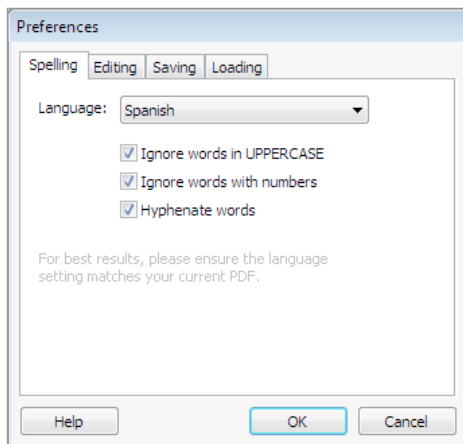 Preferences
Spelling Editing Saving Loading
Language: Spanish
Ignore words in UPPERCASE
Ignore words with numbers
Hyphenate words
For best results, please ensure the language
setting matches your current PDF.
Help OK Cancel